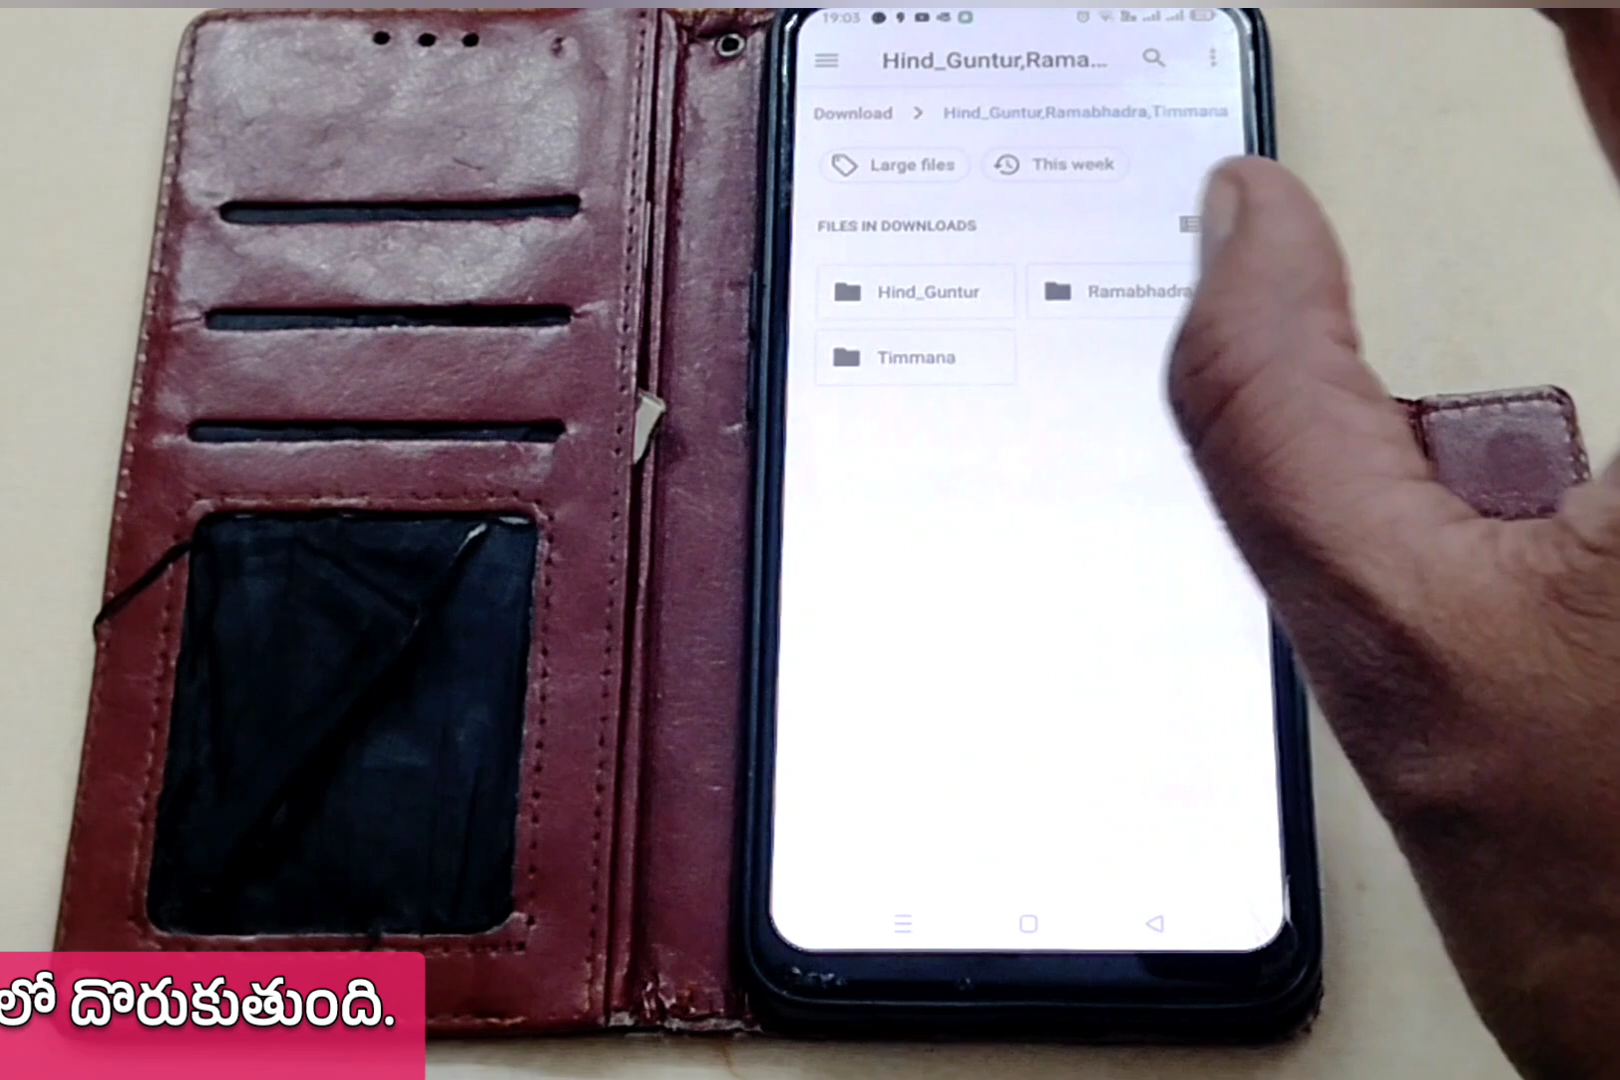 19:03
Hind_Guntur,Rama...
Download > Hind_Guntur,Ramabhadra,Timmana
Large files
This week
FILES IN DOWNLOADS
Hind_Guntur
Ramabhadra
Timmana
లో దొరుకుతుంది.